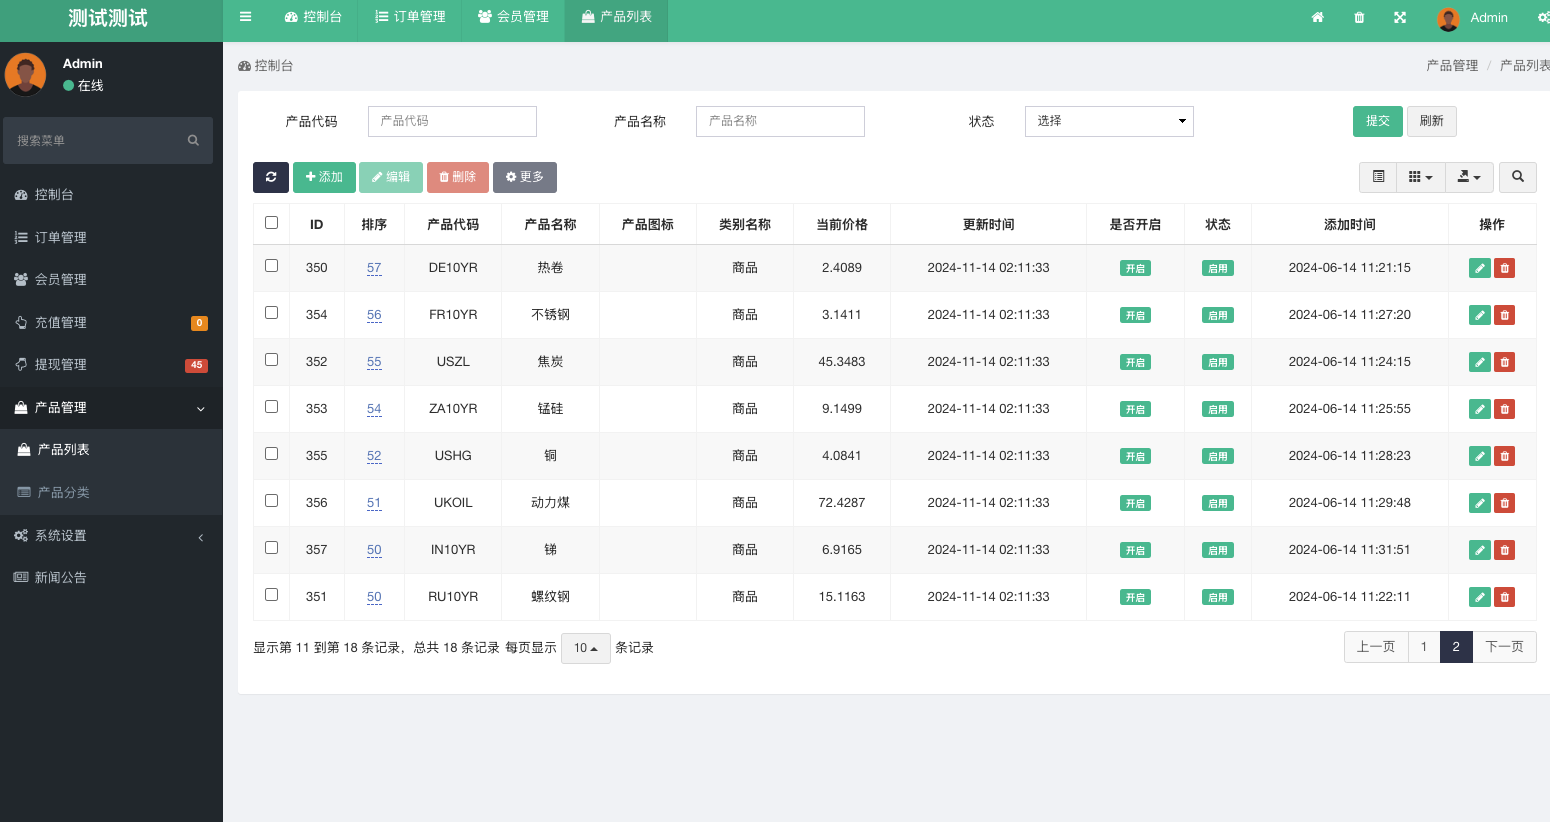 测试测试
控制台 订单管理 会员管理 产品列表 Admin
Admin
在线
搜索菜单
控制台
订单管理
会员管理
充值管理 0
提现管理 45
产品管理
产品列表
产品分类
系统设置
新闻公告
控制台 产品管理 / 产品列表
产品代码 产品代码 产品名称 产品名称 状态 选择 提交 刷新
添加 编辑 删除 更多
ID 排序 产品代码 产品名称 产品图标 类别名称 当前价格 更新时间 是否开启 状态 添加时间 操作
350 57 DE10YR 热卷 商品 2.4089 2024-11-14 02:11:33 开启 启用 2024-06-14 11:21:15
354 56 FR10YR 不锈钢 商品 3.1411 2024-11-14 02:11:33 开启 启用 2024-06-14 11:27:20
352 55 USZL 焦炭 商品 45.3483 2024-11-14 02:11:33 开启 启用 2024-06-14 11:24:15
353 54 ZA10YR 锰硅 商品 9.1499 2024-11-14 02:11:33 开启 启用 2024-06-14 11:25:55
355 52 USHG 铜 商品 4.0841 2024-11-14 02:11:33 开启 启用 2024-06-14 11:28:23
356 51 UKOIL 动力煤 商品 72.4287 2024-11-14 02:11:33 开启 启用 2024-06-14 11:29:48
357 50 IN10YR 锑 商品 6.9165 2024-11-14 02:11:33 开启 启用 2024-06-14 11:31:51
351 50 RU10YR 螺纹钢 商品 15.1163 2024-11-14 02:11:33 开启 启用 2024-06-14 11:22:11
显示第 11 到第 18 条记录，总共 18 条记录 每页显示 10 条记录 上一页 1 2 下一页